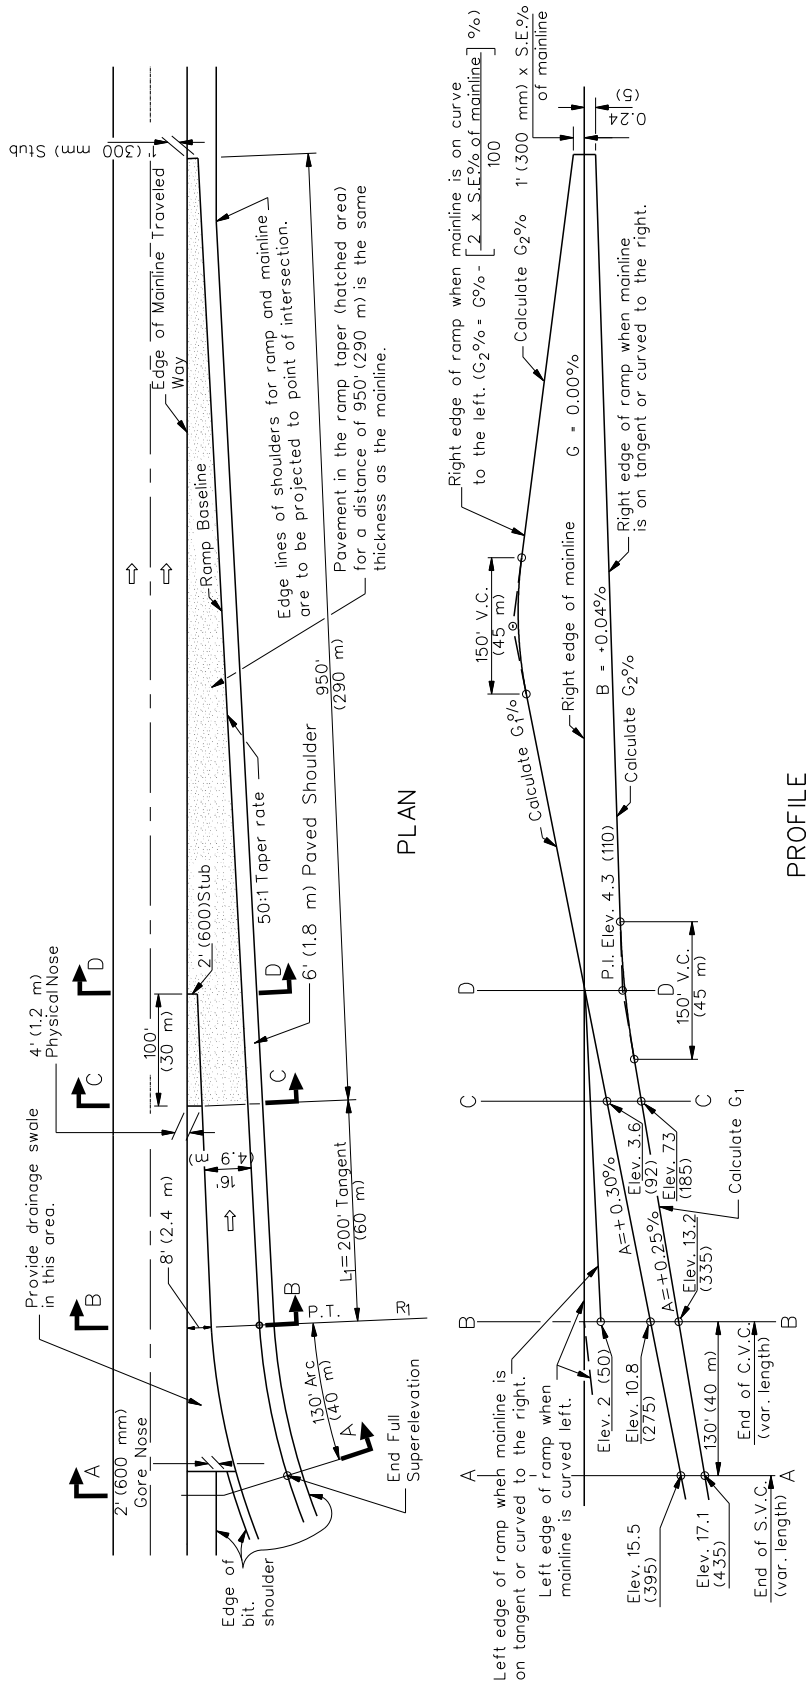 Provide drainage swale
in this area.
4' (1.2 m)
Physical Nose
8' (2.4 m)
2' (600 mm)
Gore Nose
A
B
C
D
100'
(30 m)
2' (600)Stub
16'
(4.9 m)
Edge of Mainline Traveled
Way
Ramp Baseline
1' (300
mm) Stub
Edge lines of shoulders for ramp and mainline
are to be projected to point of intersection.
Pavement in the ramp taper (hatched area)
for a distance of 950' (290 m) is the same
thickness as the mainline.
50:1 Taper rate
6' (1.8 m) Paved Shoulder
950'
(290 m)
L1= 200' Tangent
(60 m)
P.T.
R1
130' Arc
(40 m)
A
B
C
D
End Full
Superelevation
Edge of
bit.
shoulder
PLAN
Right edge of ramp when mainline is on curve
to the left. (G2% = G% - [2 x S.E.% of mainline / 100] %)
Calculate G2%
1' (300 mm) x S.E.%
of mainline
0.24
(5)
150' V.C.
(45 m)
Calculate G1%
Right edge of mainline
G = 0.00%
B = +0.04%
Right edge of ramp when mainline
is on tangent or curved to the right.
Calculate G2%
P.I. Elev. 4.3 (110)
150' V.C.
(45 m)
A
B
C
D
Left edge of ramp when mainline is
on tangent or curved to the right.
Left edge of ramp when
mainline is curved left.
Elev. 2 (50)
A=+0.30%
A=+0.25%
Elev. 3.6
(92)
Elev. 7.3
(185)
Calculate G1
Elev. 10.8
(275)
Elev. 13.2
(335)
Elev. 15.5
(395)
Elev. 17.1
(435)
130' (40 m)
End of C.V.C.
(var. length)
End of S.V.C.
(var. length)
A
B
C
D
PROFILE